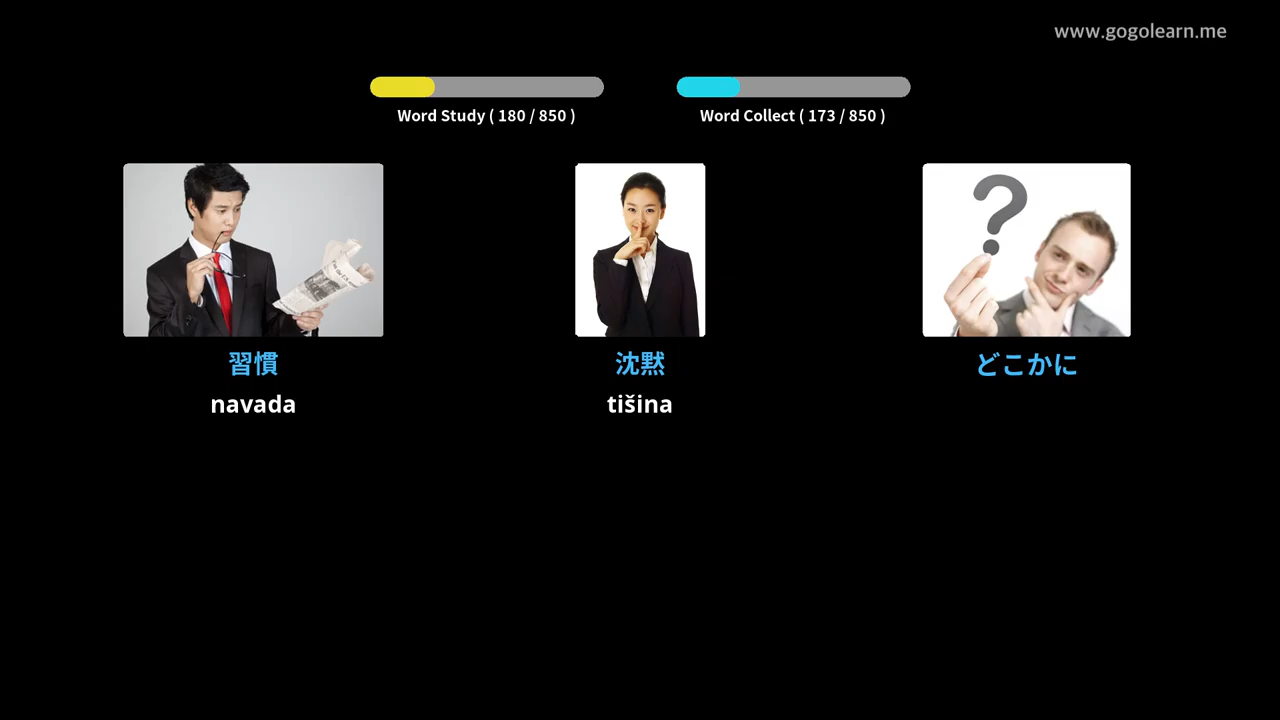 www.gogolearn.me
Word Study ( 180 / 850 )
Word Collect ( 173 / 850 )
習慣
沈黙
どこかに
navada
tišina